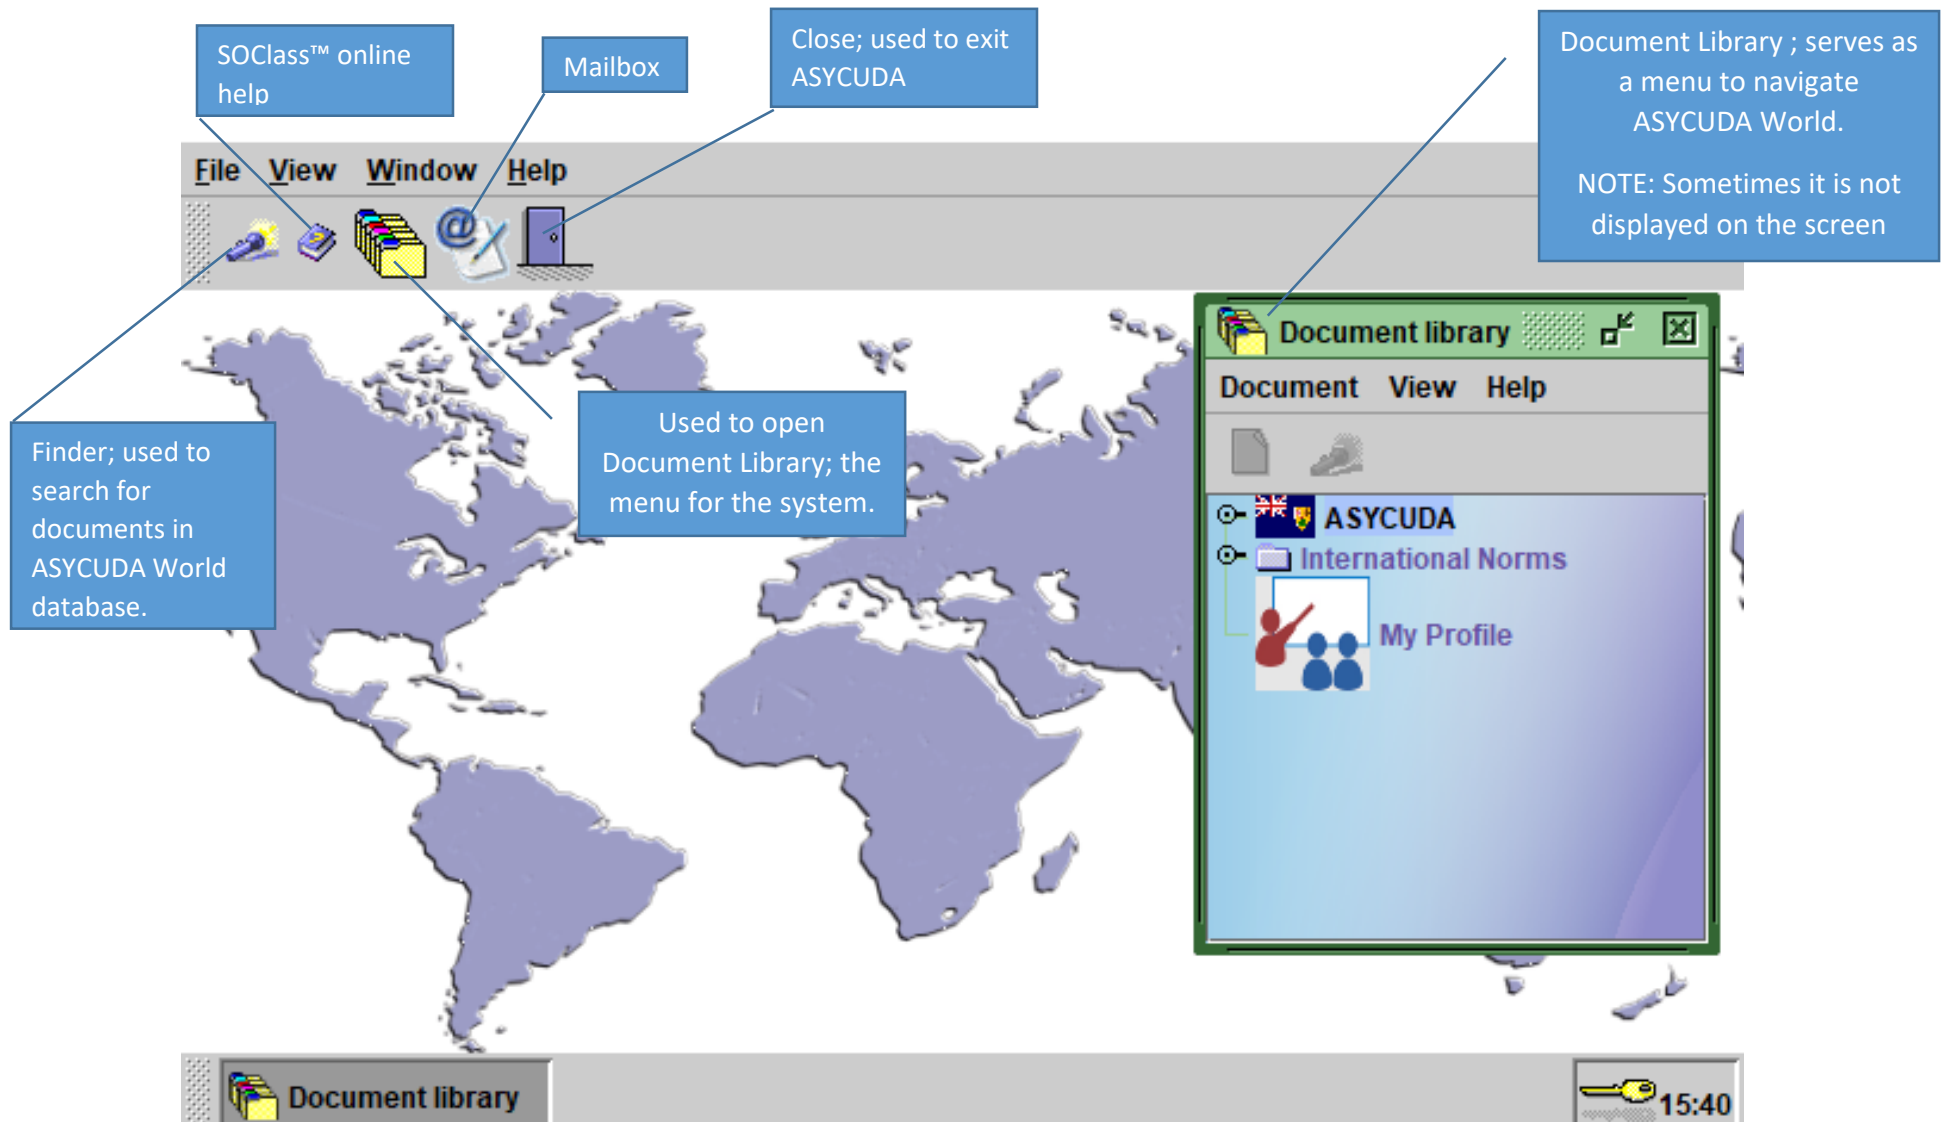 SOClass™ online
help
Mailbox
Close; used to exit
ASYCUDA
Document Library ; serves as
a menu to navigate
ASYCUDA World.
NOTE: Sometimes it is not
displayed on the screen
File View Window Help
Document library
Document View Help
ASYCUDA
International Norms
My Profile
Used to open
Document Library; the
menu for the system.
Finder; used to
search for
documents in
ASYCUDA World
database.
Document library
15:40